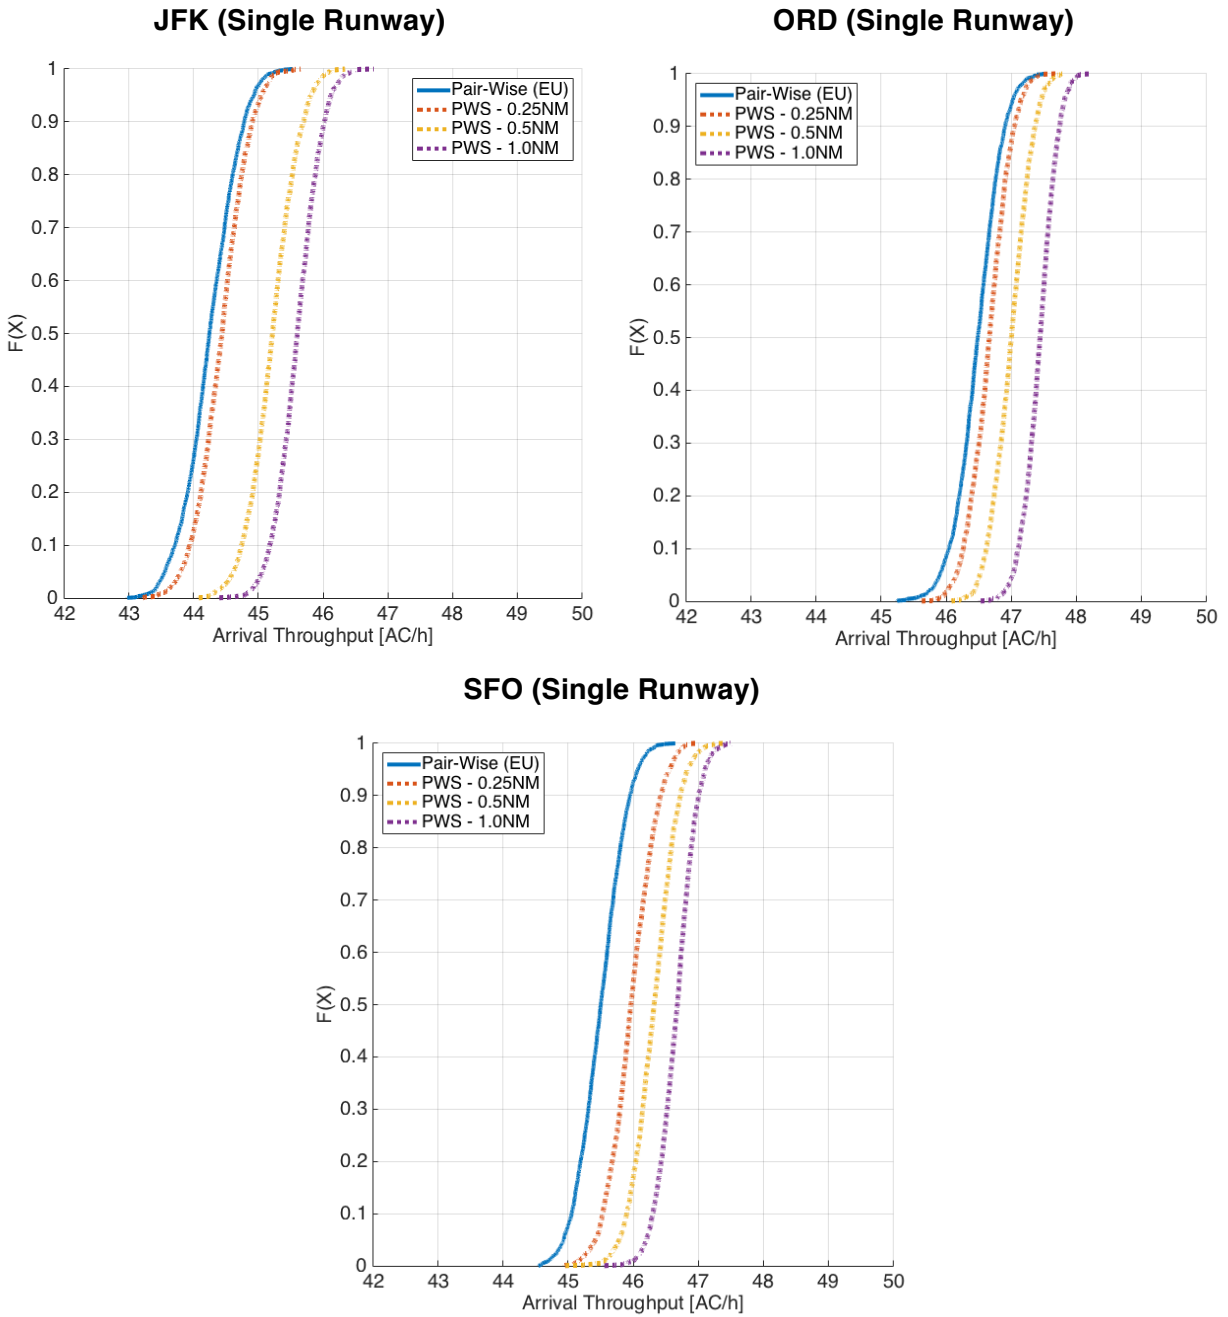 JFK (Single Runway)
1
0.9
0.8
0.7
0.6
0.5
0.4
0.3
0.2
0.1
0
F(X)
42 43 44 45 46 47 48 49 50
Arrival Throughput [AC/h]
Pair-Wise (EU)
PWS - 0.25NM
PWS - 0.5NM
PWS - 1.0NM
ORD (Single Runway)
1
0.9
0.8
0.7
0.6
0.5
0.4
0.3
0.2
0.1
0
F(X)
42 43 44 45 46 47 48 49 50
Arrival Throughput [AC/h]
Pair-Wise (EU)
PWS - 0.25NM
PWS - 0.5NM
PWS - 1.0NM
SFO (Single Runway)
1
0.9
0.8
0.7
0.6
0.5
0.4
0.3
0.2
0.1
0
F(X)
42 43 44 45 46 47 48 49 50
Arrival Throughput [AC/h]
Pair-Wise (EU)
PWS - 0.25NM
PWS - 0.5NM
PWS - 1.0NM